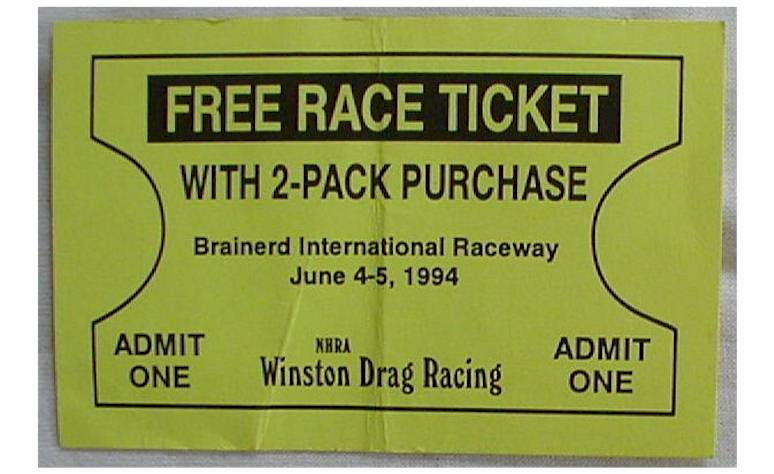 FREE RACE TICKET
WITH 2-PACK PURCHASE
Brainerd International Raceway
June 4-5, 1994
ADMIT
ONE
NHRA
Winston Drag Racing
ADMIT
ONE